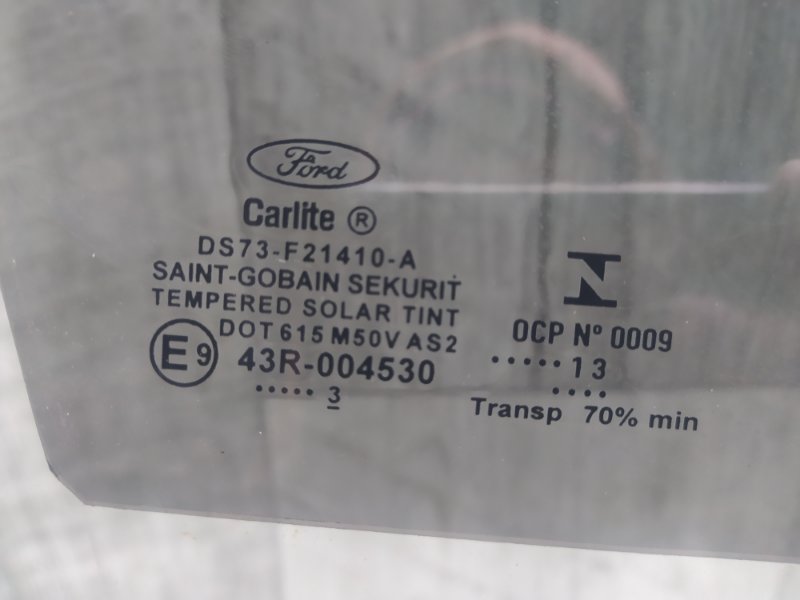 Ford
Carlite ®
DS73-F21410-A
SAINT-GOBAIN SEKURIT
TEMPERED SOLAR TINT
DOT 615 M50V AS2
E9 43R-004530
..... 3
OCP Nº 0009
.....13
....
Transp 70% min